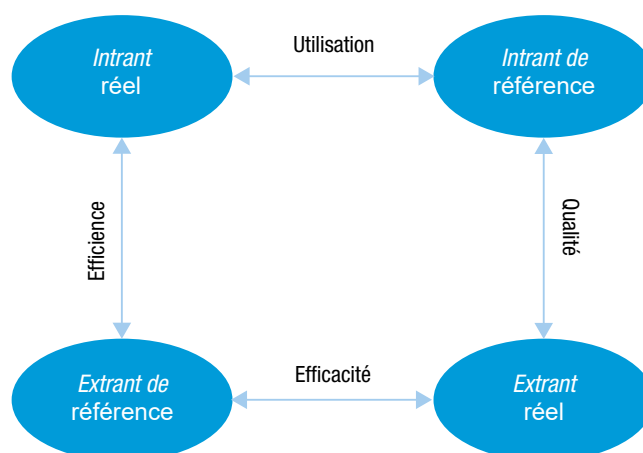 Intrant
réel
Utilisation
Intrant de
référence
Efficience
Qualité
Extrant de
référence
Efficacité
Extrant
réel